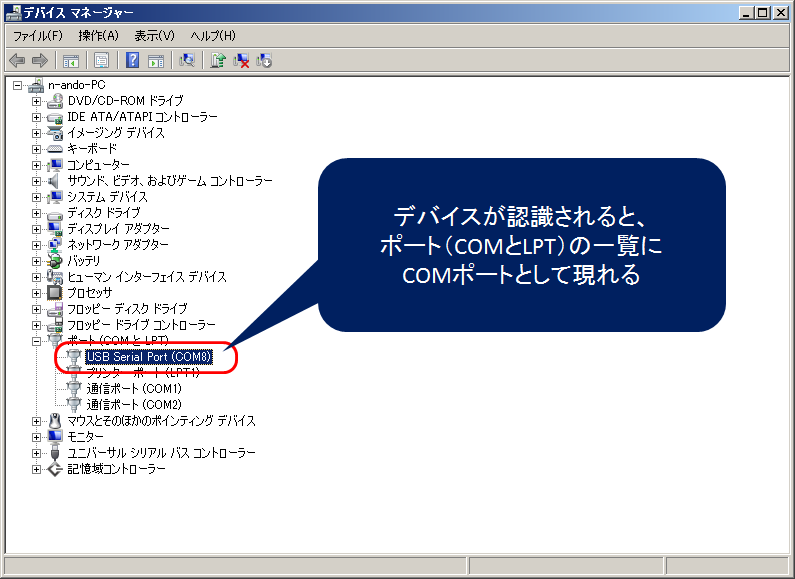 デバイス マネージャー
ファイル(F) 操作(A) 表示(V) ヘルプ(H)
n-ando-PC
DVD/CD-ROM ドライブ
IDE ATA/ATAPI コントローラー
イメージング デバイス
キーボード
コンピューター
サウンド、ビデオ、およびゲーム コントローラー
システム デバイス
ディスク ドライブ
ディスプレイ アダプター
ネットワーク アダプター
バッテリ
ヒューマン インターフェイス デバイス
プロセッサ
フロッピー ディスク ドライブ
フロッピー ドライブ コントローラー
ポート (COM と LPT)
USB Serial Port (COM8)
プリンター ポート (LPT1)
通信ポート (COM1)
通信ポート (COM2)
マウスとそのほかのポインティング デバイス
モニター
ユニバーサル シリアル バス コントローラー
記憶域コントローラー
デバイスが認識されると、
ポート（COMとLPT）の一覧に
COMポートとして現れる